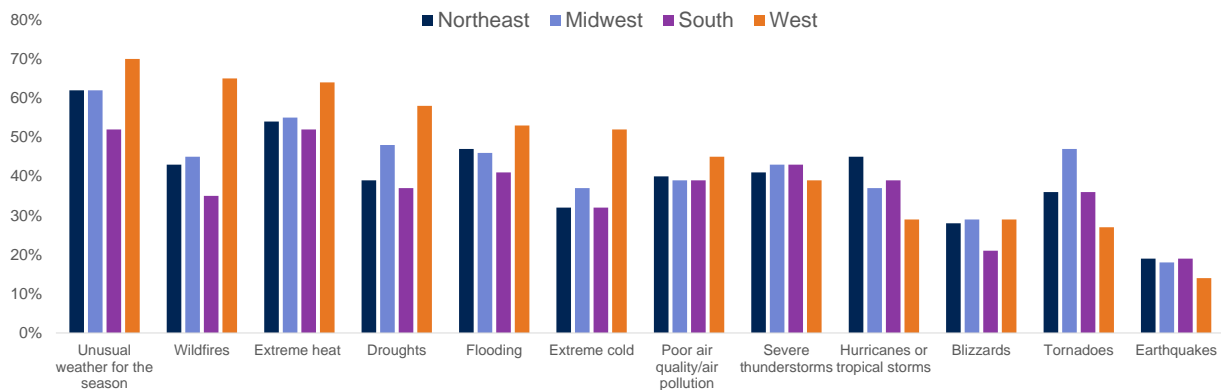 Northeast Midwest South West
80%
70%
60%
50%
40%
30%
20%
10%
0%
Unusual
weather for the
season
Wildfires
Extreme heat
Droughts
Flooding
Extreme cold
Poor air
quality/air
pollution
Severe
thunderstorms
Hurricanes or
tropical storms
Blizzards
Tornadoes
Earthquakes